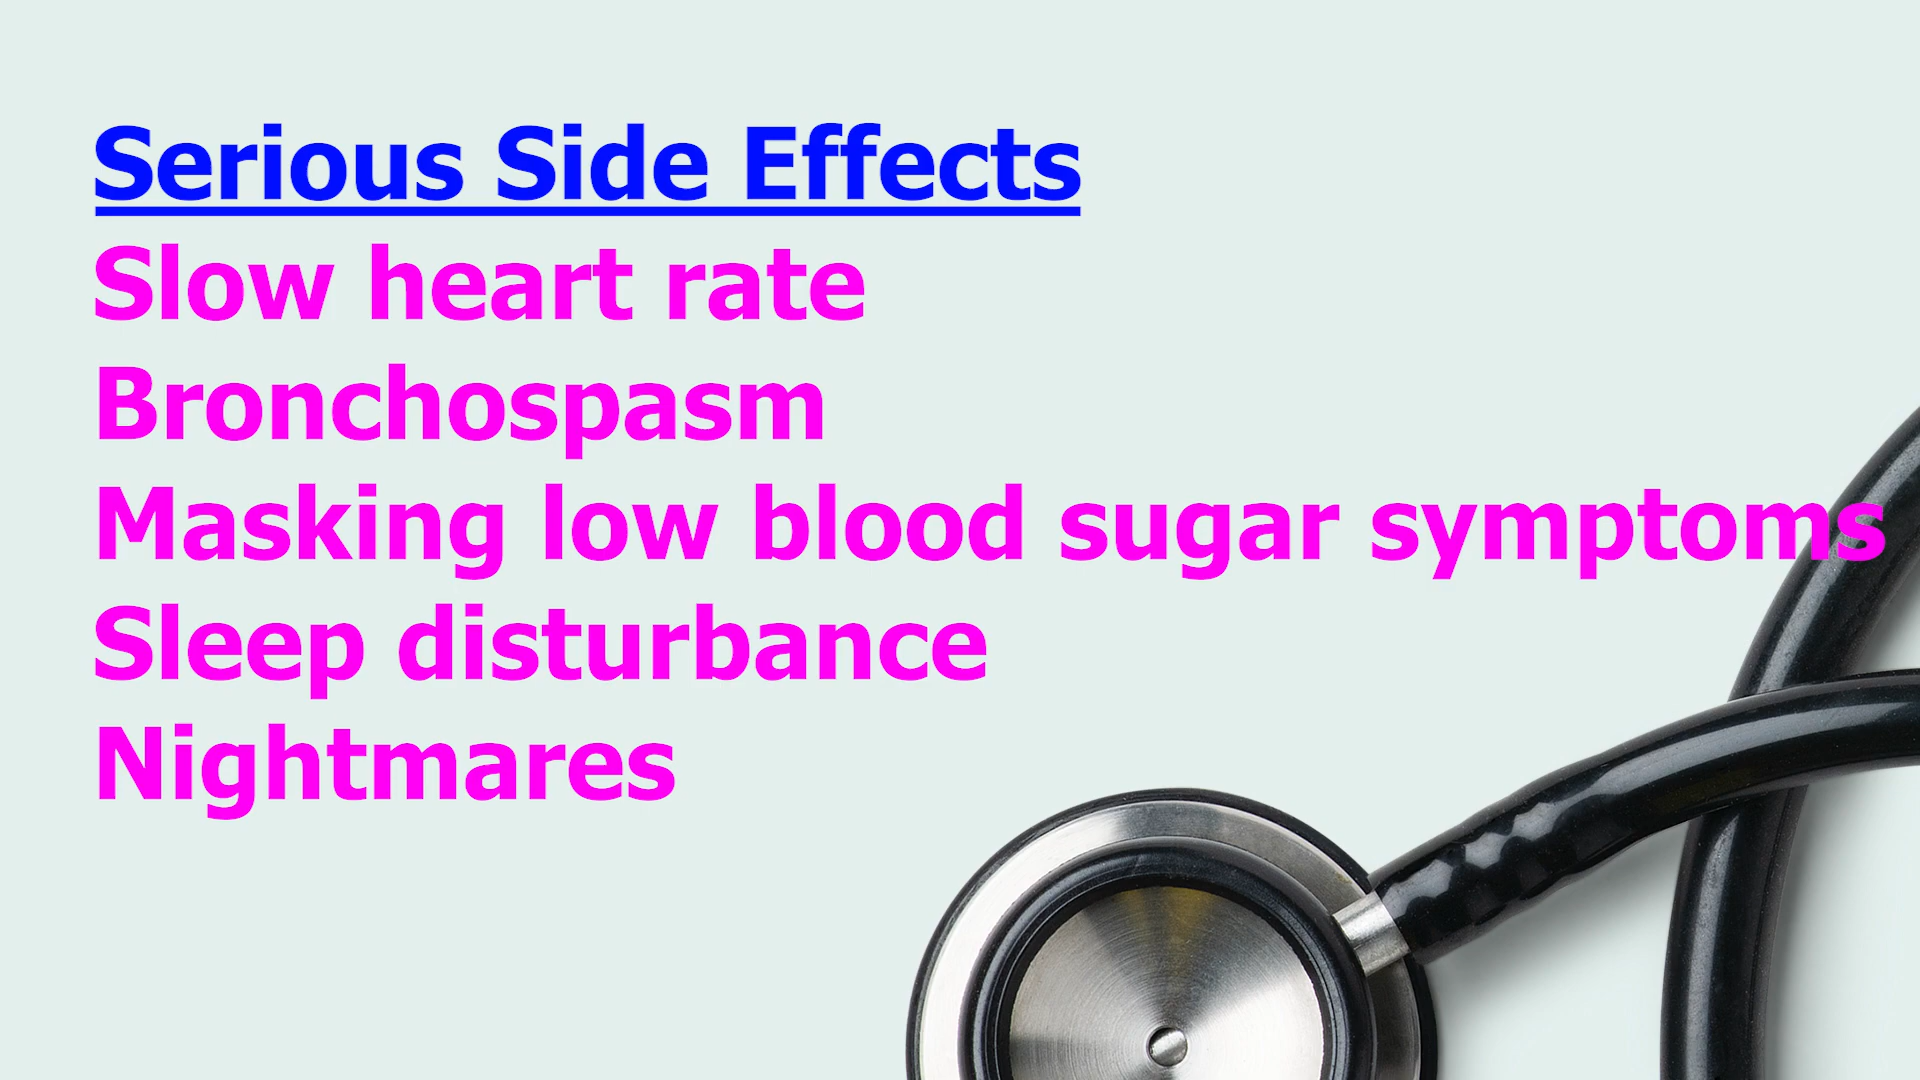 Serious Side Effects
Slow heart rate
Bronchospasm
Masking low blood sugar symptoms
Sleep disturbance
Nightmares